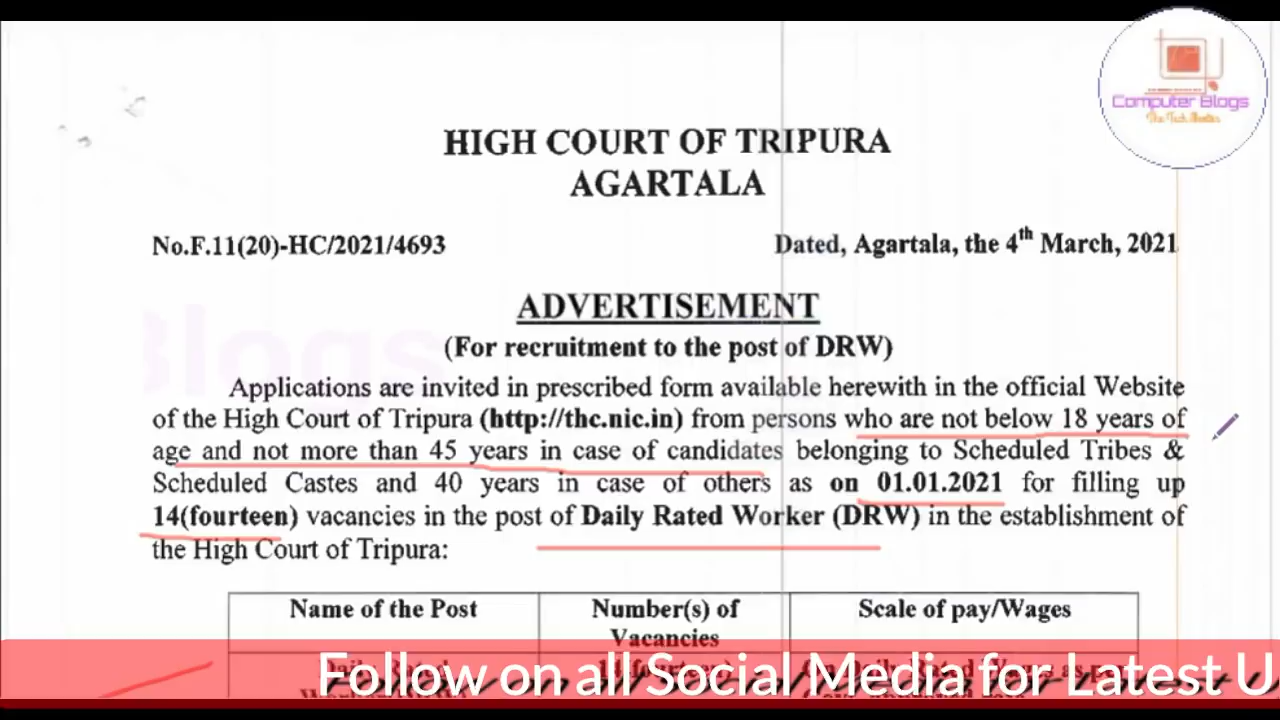 Computer Blogs
HIGH COURT OF TRIPURA
AGARTALA
No.F.11(20)-HC/2021/4693
Dated, Agartala, the 4th March, 2021
ADVERTISEMENT
(For recruitment to the post of DRW)
Blogs
Applications are invited in prescribed form available herewith in the official Website
of the High Court of Tripura (http://thc.nic.in) from persons who are not below 18 years of
age and not more than 45 years in case of candidates belonging to Scheduled Tribes &
Scheduled Castes and 40 years in case of others as on 01.01.2021 for filling up
14(fourteen) vacancies in the post of Daily Rated Worker (DRW) in the establishment of
the High Court of Tripura:
Name of the Post
Number(s) of
Vacancies
Scale of pay/Wages
Follow on all Social Media for Latest U